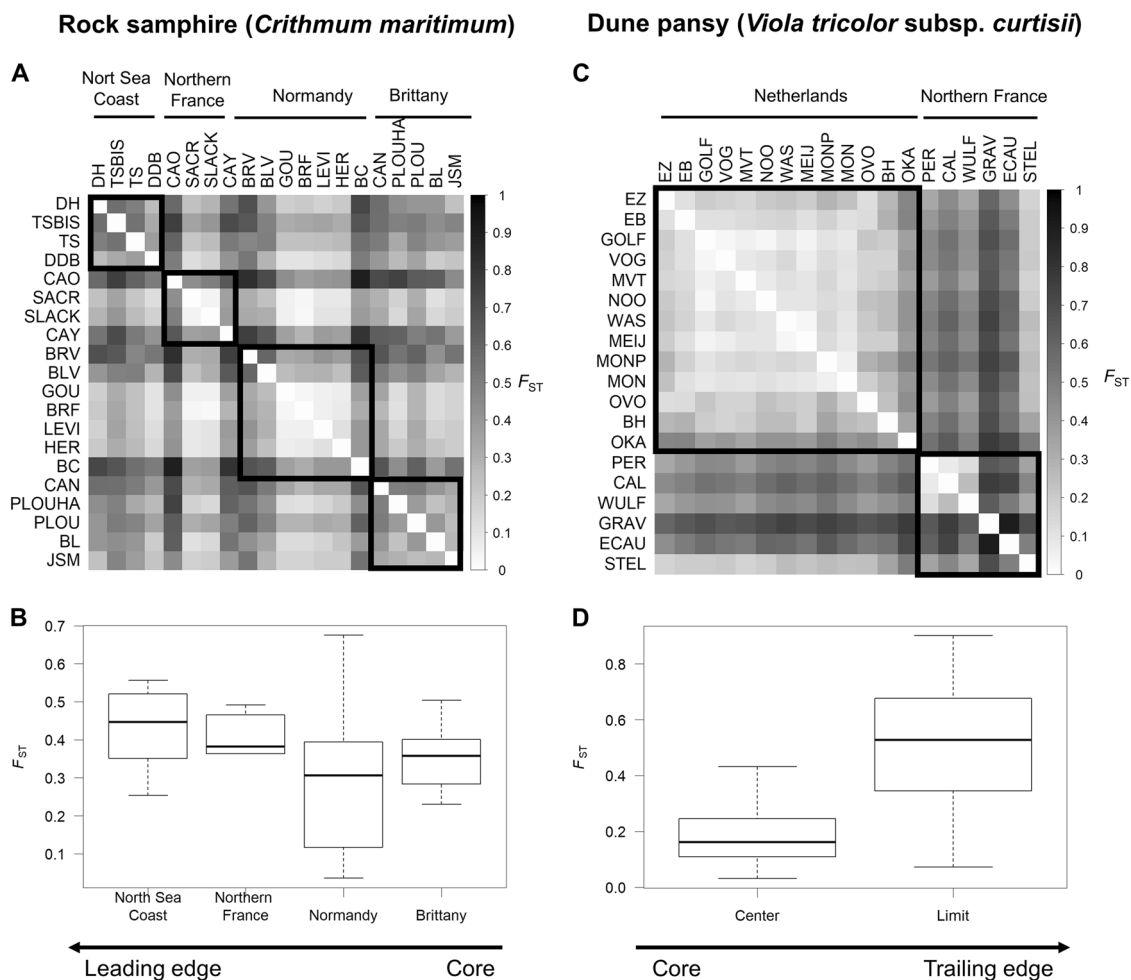 Rock samphire (Crithmum maritimum)
Dune pansy (Viola tricolor subsp. curtisii)
A
Nort Sea
Coast
Northern
France
Normandy
Brittany
DH
TSBIS
TS
DDB
CAO
SACR
SLACK
CAY
BRV
BLV
GOU
BRF
LEVI
HER
BC
CAN
PLOUHA
PLOU
BL
JSM
DH
TSBIS
TS
DDB
CAO
SACR
SLACK
CAY
BRV
BLV
GOU
BRF
LEVI
HER
BC
CAN
PLOUHA
PLOU
BL
JSM
1
0.9
0.8
0.7
0.6
0.5
0.4
0.3
0.2
0.1
0
FST
C
Netherlands
Northern France
EZ
EB
GOLF
VOG
MVT
NOO
WAS
MEIJ
MONP
MON
OVO
BH
OKA
PER
CAL
WULF
GRAV
ECAU
STEL
EZ
EB
GOLF
VOG
MVT
NOO
WAS
MEIJ
MONP
MON
OVO
BH
OKA
PER
CAL
WULF
GRAV
ECAU
STEL
1
0.9
0.8
0.7
0.6
0.5
0.4
0.3
0.2
0.1
0
FST
B
0.7
0.6
0.5
0.4
0.3
0.2
0.1
FST
North Sea
Coast
Northern
France
Normandy
Brittany
Leading edge
Core
D
0.8
0.6
0.4
0.2
0.0
FST
Center
Limit
Core
Trailing edge